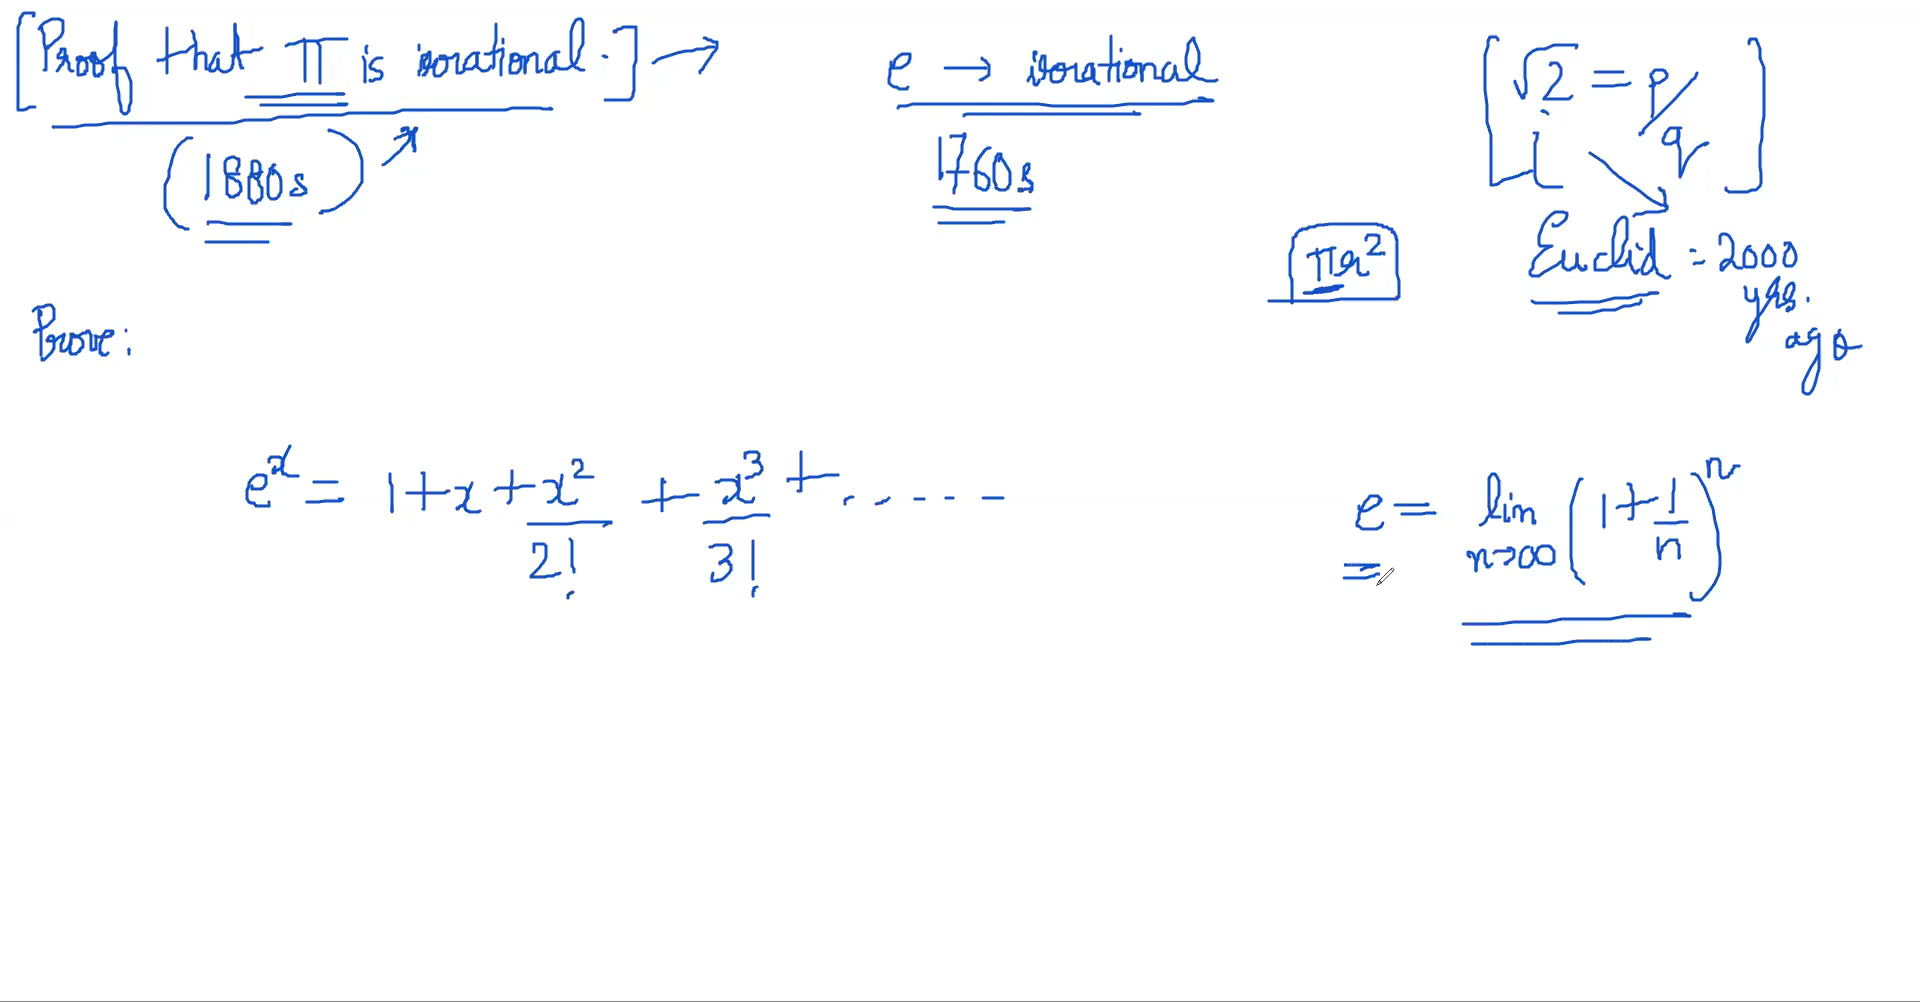 [Proof that π is irrational.] →
(1880s)
e → irrational
1760s
[√2 = p/q]
Euclid = 2000
yrs.
ago
πr²
Prove:
e^x = 1 + x + x²/2! + x³/3! + ......
e = lim n→∞ (1 + 1/n)^n
=